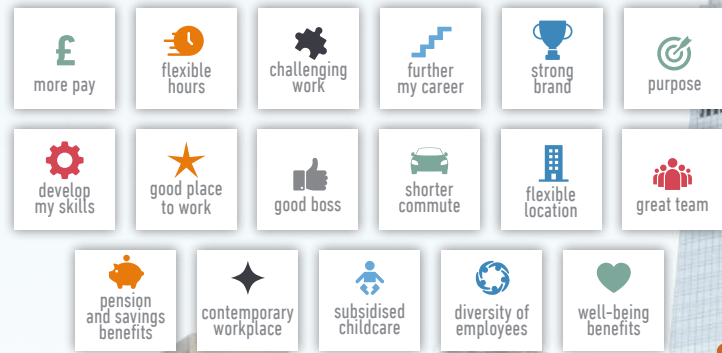 £
more pay
flexible
hours
challenging
work
further
my career
strong
brand
purpose
develop
my skills
good place
to work
good boss
shorter
commute
flexible
location
great team
pension
and savings
benefits
contemporary
workplace
subsidised
childcare
diversity of
employees
well-being
benefits